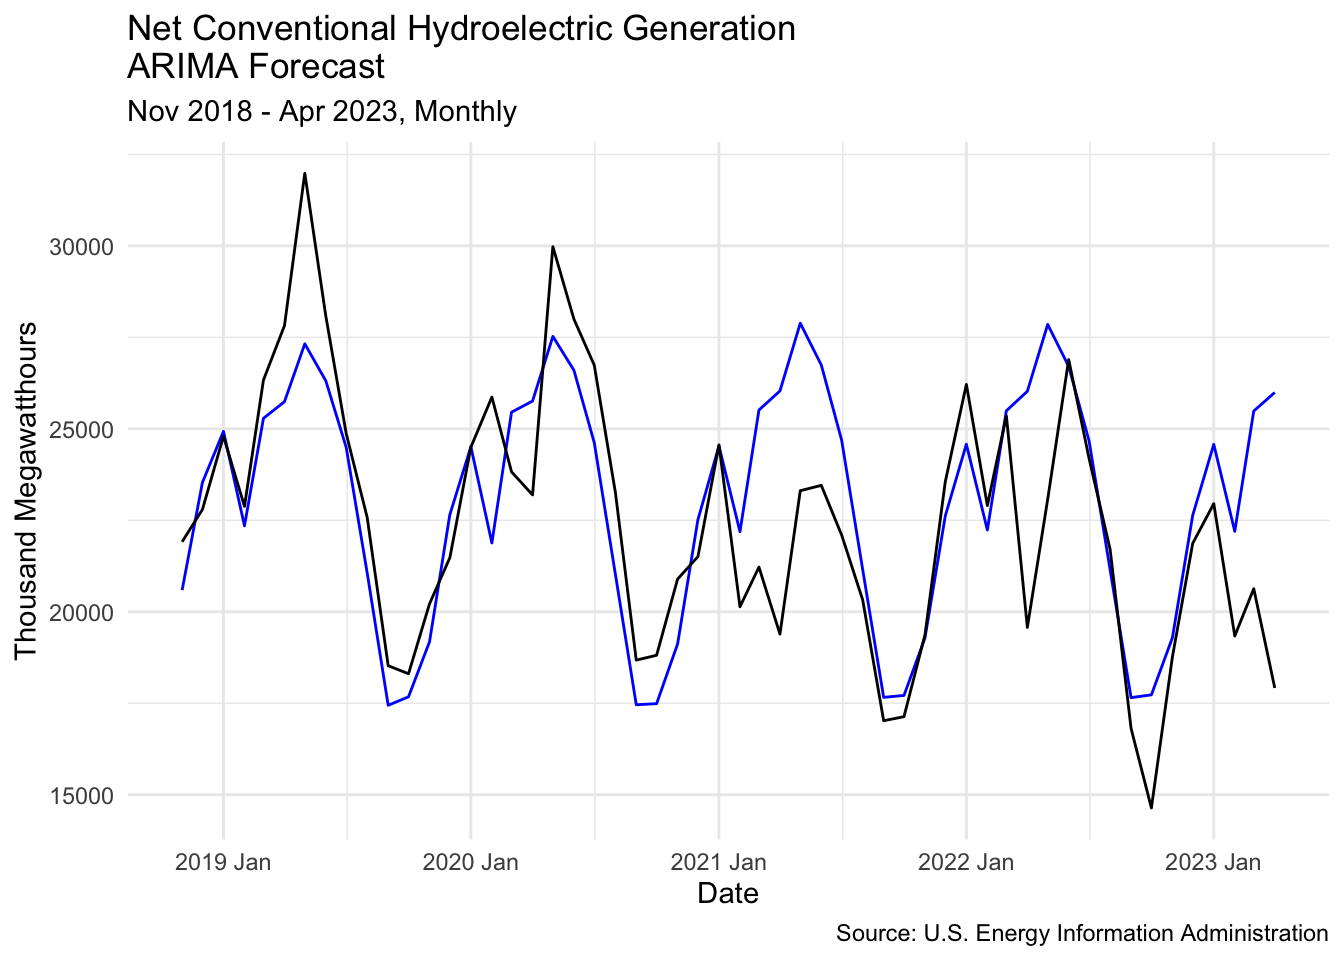 Net Conventional Hydroelectric Generation
ARIMA Forecast
Nov 2018 - Apr 2023, Monthly
Thousand Megawatthours
30000
25000
20000
15000
2019 Jan
2020 Jan
2021 Jan
2022 Jan
2023 Jan
Date
Source: U.S. Energy Information Administration